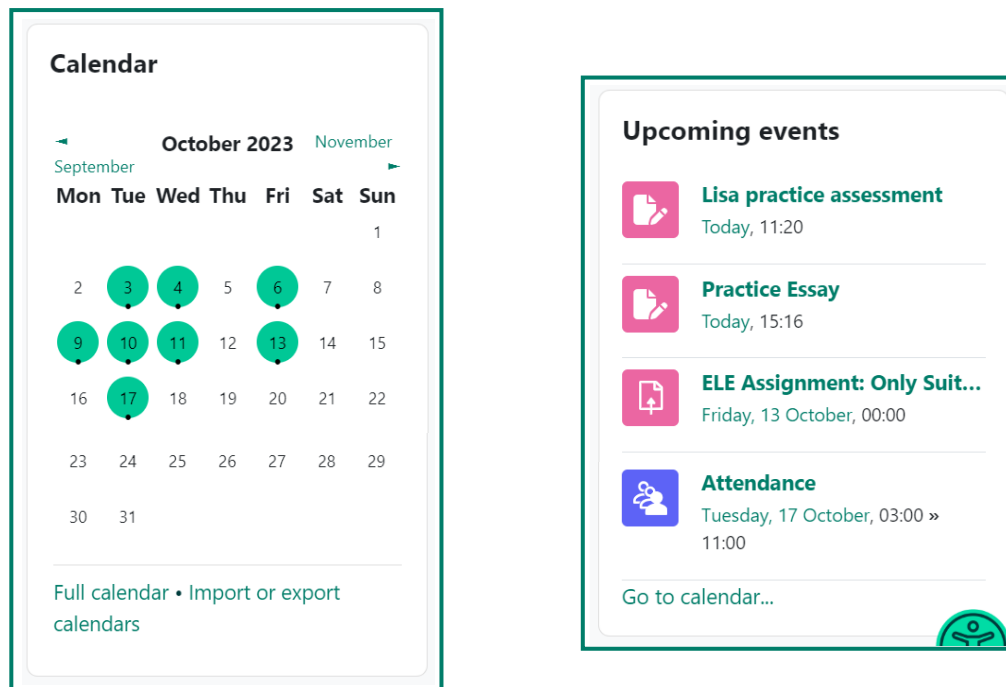 Calendar
◄ October 2023 November
September ►
Mon Tue Wed Thu Fri Sat Sun
1
2 3 4 5 6 7 8
9 10 11 12 13 14 15
16 17 18 19 20 21 22
23 24 25 26 27 28 29
30 31
Full calendar • Import or export
calendars
Upcoming events
Lisa practice assessment
Today, 11:20
Practice Essay
Today, 15:16
ELE Assignment: Only Suit...
Friday, 13 October, 00:00
Attendance
Tuesday, 17 October, 03:00 »
11:00
Go to calendar...